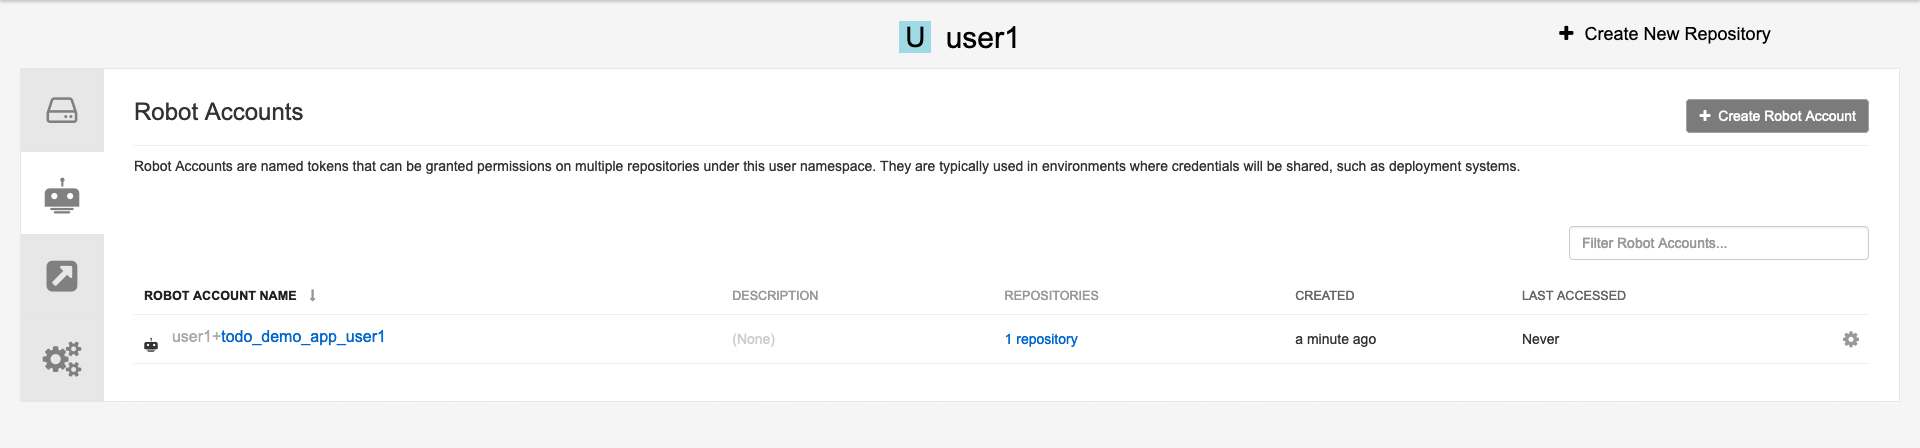 U user1
+ Create New Repository
Robot Accounts
+ Create Robot Account
Robot Accounts are named tokens that can be granted permissions on multiple repositories under this user namespace. They are typically used in environments where credentials will be shared, such as deployment systems.
Filter Robot Accounts...
ROBOT ACCOUNT NAME ↓ DESCRIPTION REPOSITORIES CREATED LAST ACCESSED
user1+todo_demo_app_user1 (None) 1 repository a minute ago Never